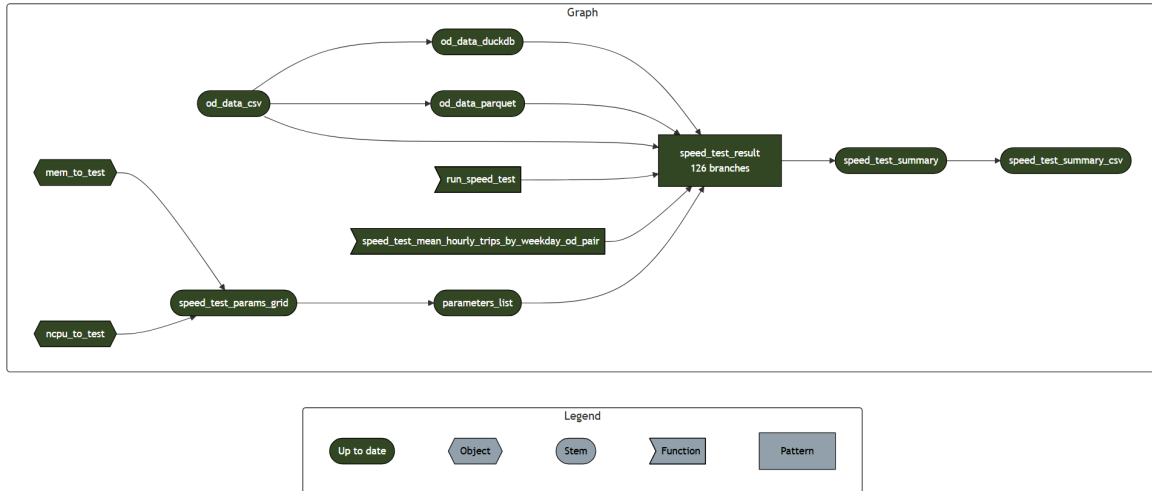 Graph
od_data_duckdb
od_data_csv
od_data_parquet
mem_to_test
run_speed_test
speed_test_result
126 branches
speed_test_summary
speed_test_summary_csv
speed_test_mean_hourly_trips_by_weekday_od_pair
speed_test_params_grid
parameters_list
ncpu_to_test
Legend
Up to date
Object
Stem
Function
Pattern